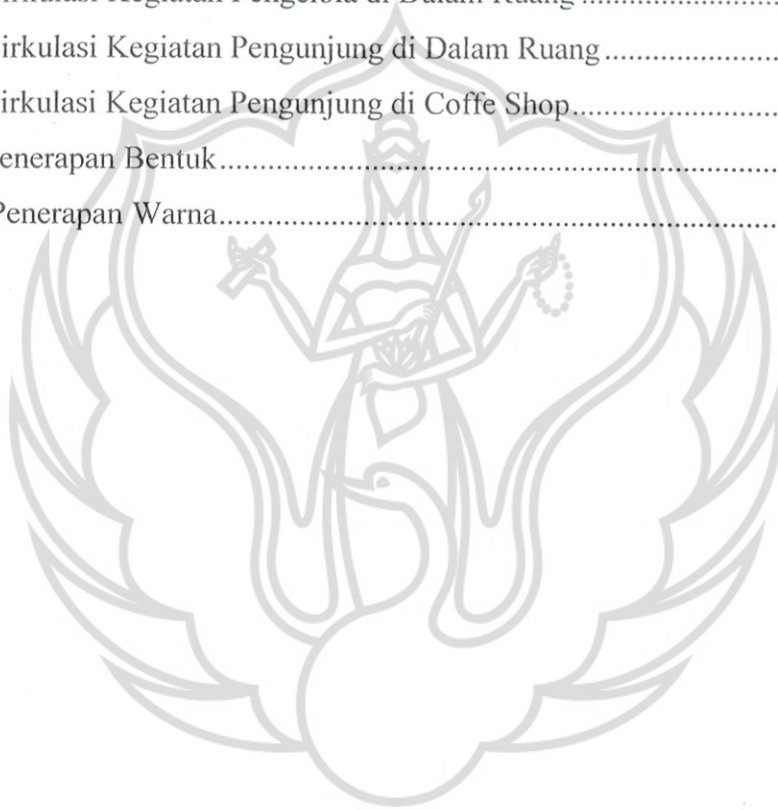 irkulasi Kegiatan Pengelola di Dalam Ruang ........................
irkulasi Kegiatan Pengunjung di Dalam Ruang ........................
irkulasi Kegiatan Pengunjung di Coffe Shop ............................
enerapan Bentuk ......................................................................
Penerapan Warna ......................................................................